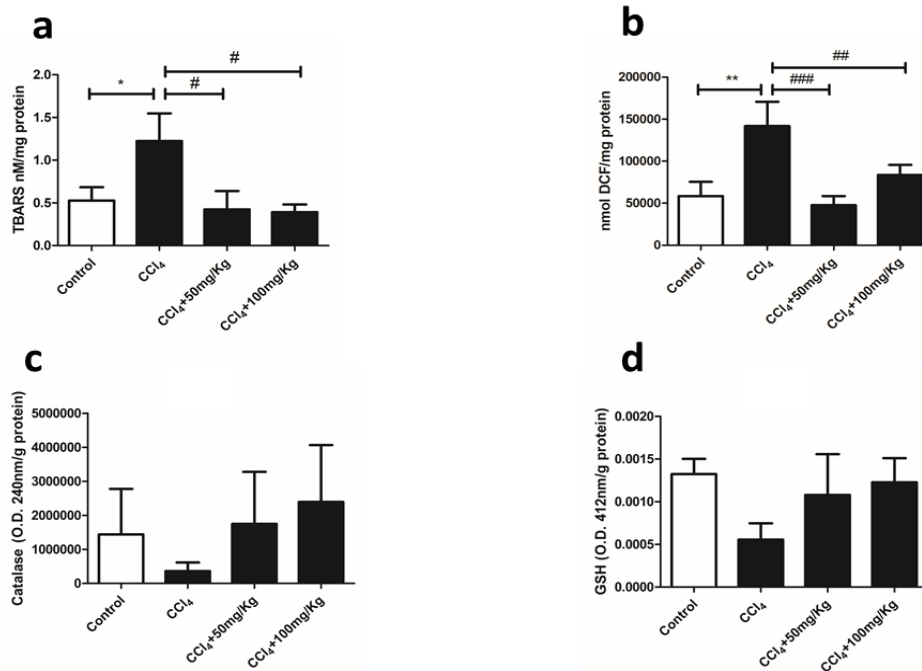 a
#
*
#
2.0
1.5
1.0
0.5
0.0
TBARS nM/mg protein
Control
CCl₄
CCl₄+50mg/Kg
CCl₄+100mg/Kg
b
##
**
###
200000
150000
100000
50000
0
nmol DCF/mg protein
Control
CCl₄
CCl₄+50mg/Kg
CCl₄+100mg/Kg
c
5000000
4000000
3000000
2000000
1000000
0
Catalase (O.D. 240nm/g protein)
Control
CCl₄
CCl₄+50mg/Kg
CCl₄+100mg/Kg
d
0.0020
0.0015
0.0010
0.0005
0.0000
GSH (O.D. 412nm/g protein)
Control
CCl₄
CCl₄+50mg/Kg
CCl₄+100mg/Kg